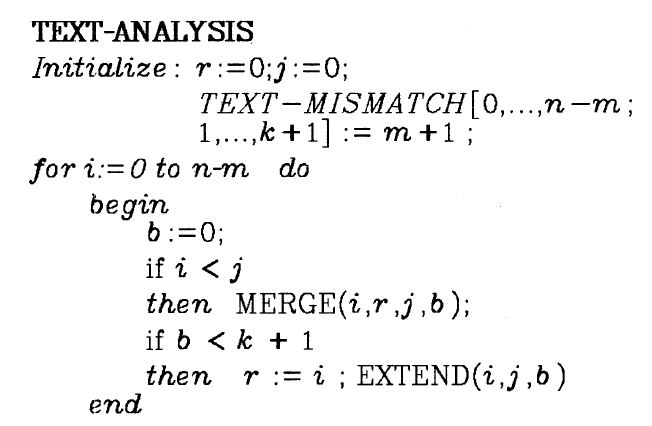 TEXT-ANALYSIS
Initialize: r:=0;j:=0;
TEXT-MISMATCH[0,...,n-m;
1,...,k+1] := m+1 ;
for i:=0 to n-m do
begin
b:=0;
if i < j
then MERGE(i,r,j,b);
if b < k + 1
then r := i ; EXTEND(i,j,b)
end